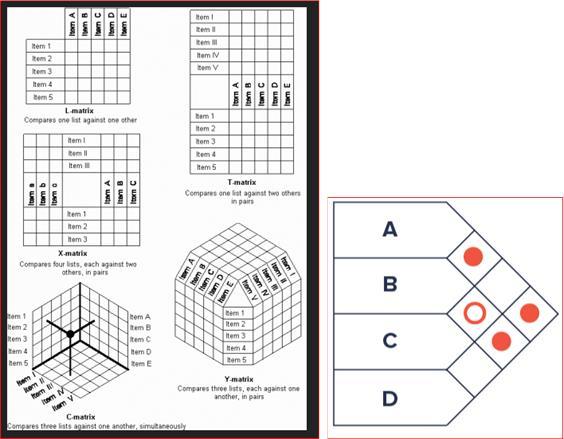 Item A
Item B
Item C
Item D
Item E
Item 1
Item 2
Item 3
Item 4
Item 5
L-matrix
Compares one list against one other
Item I
Item II
Item III
Item IV
Item V
Item A
Item B
Item C
Item D
Item E
Item 1
Item 2
Item 3
Item 4
Item 5
T-matrix
Compares one list against two others
in pairs
Item I
Item II
Item III
Item a
Item b
Item c
Item A
Item B
Item C
Item 1
Item 2
Item 3
X-matrix
Compares four lists, each against two
others, in pairs
Item A
Item B
Item C
Item D
Item E
Item V
Item IV
Item III
Item II
Item I
Item 1
Item 2
Item 3
Item 4
Item 5
Y-matrix
Compares three lists, each against one
another, in pairs
Item 1
Item 2
Item 3
Item 4
Item 5
Item A
Item B
Item C
Item D
Item E
Item I
Item II
Item III
Item IV
Item V
C-matrix
Compares three lists against one another, simultaneously
A
B
C
D